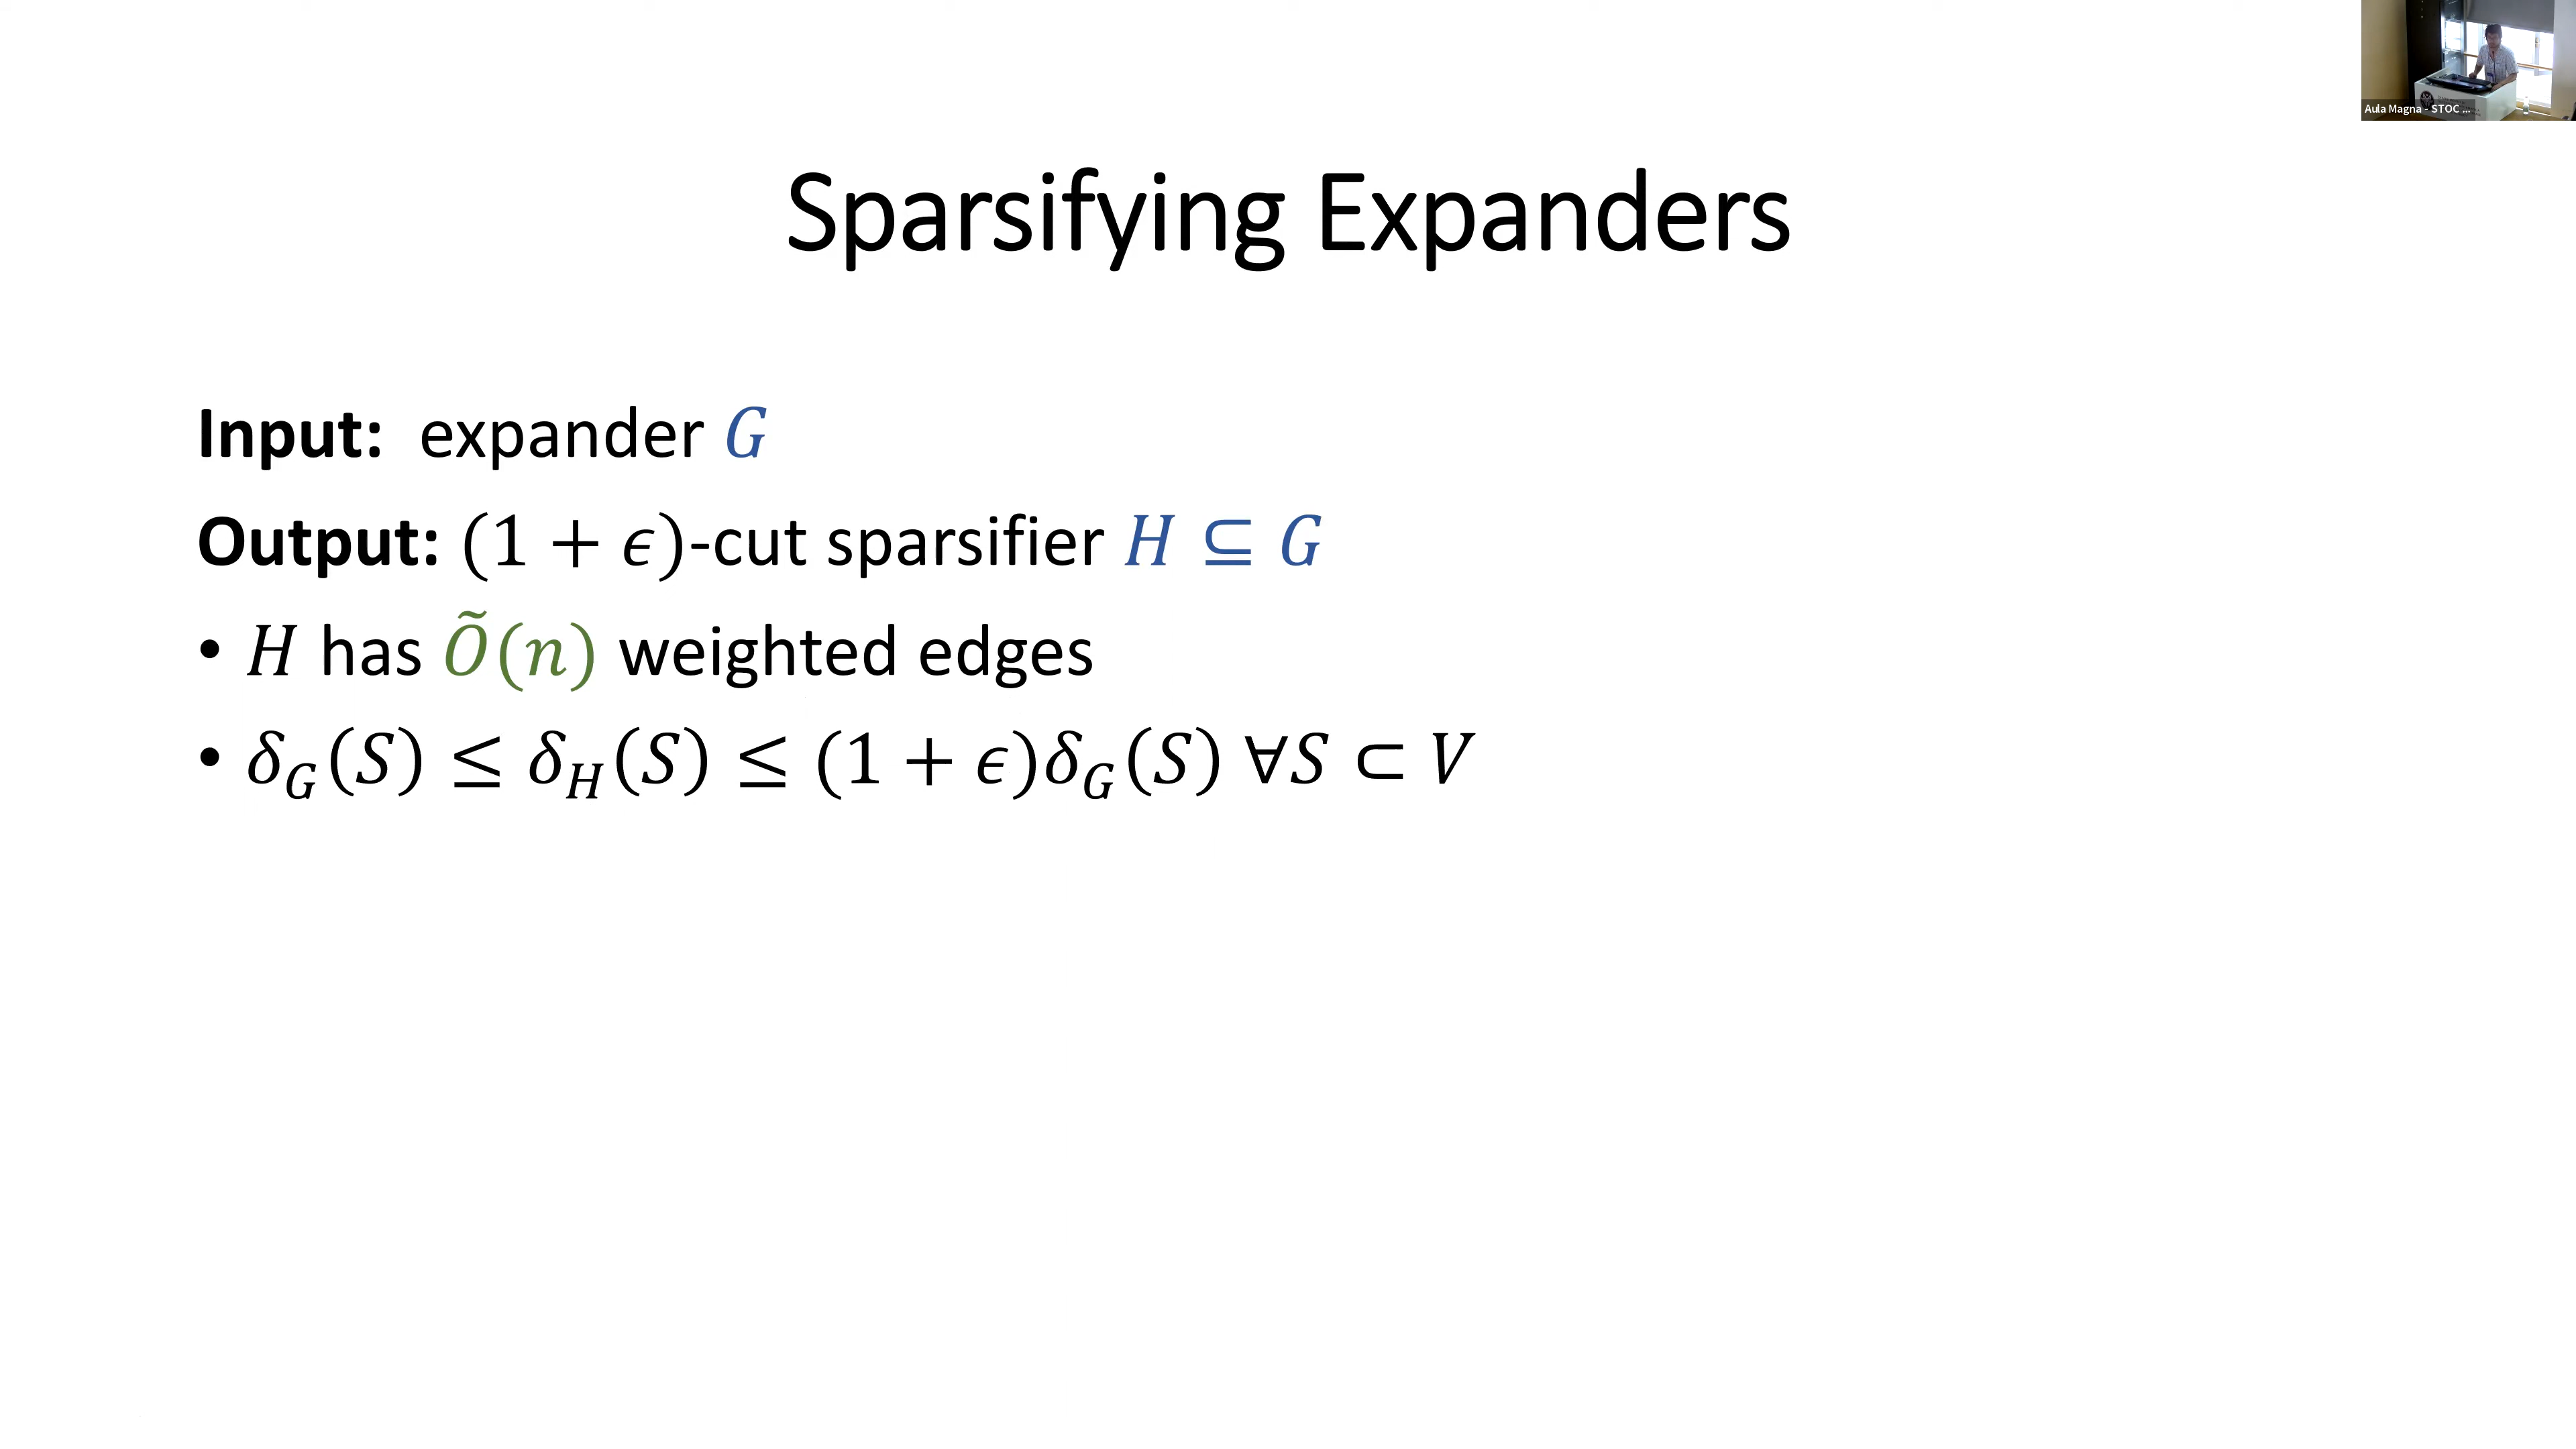 Aula Magna - STOC ...
Sparsifying Expanders
Input: expander G
Output: (1 + ϵ)-cut sparsifier H ⊆ G
• H has Õ(n) weighted edges
• δ_G(S) ≤ δ_H(S) ≤ (1 + ϵ)δ_G(S) ∀S ⊂ V